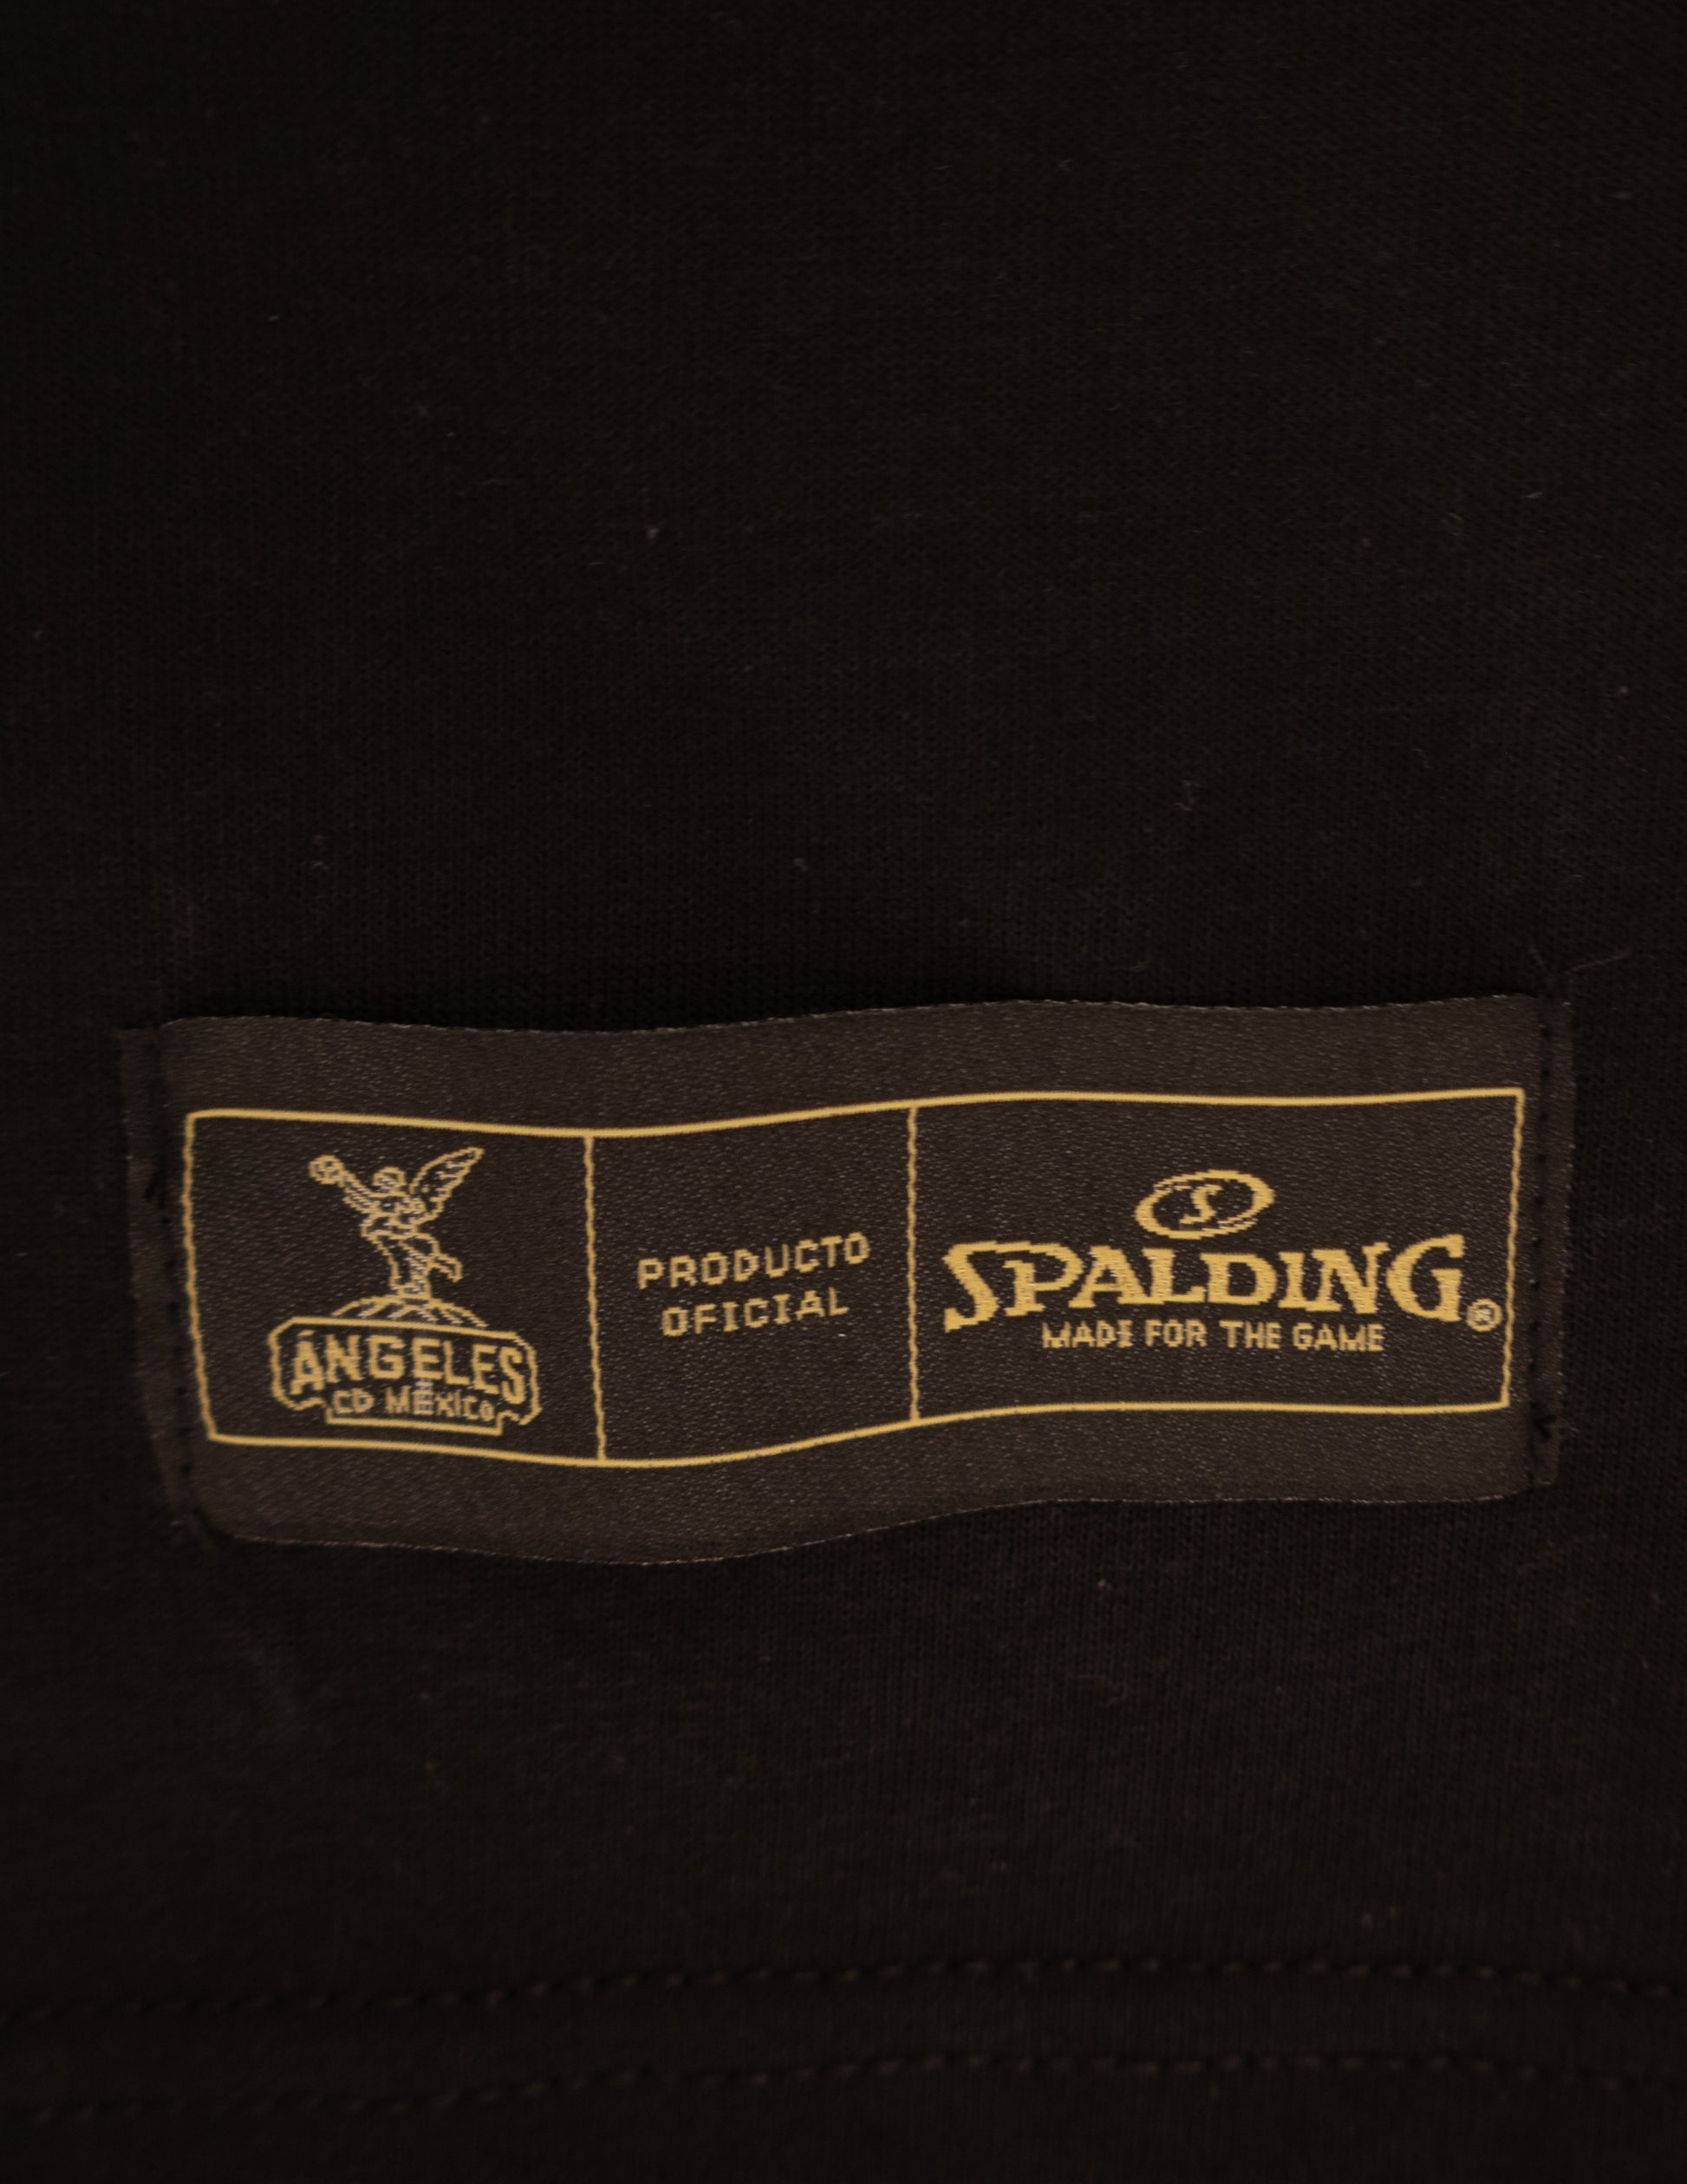 ÁNGELES
CD MÉXICO
PRODUCTO
OFICIAL
S
SPALDING®
MADE FOR THE GAME